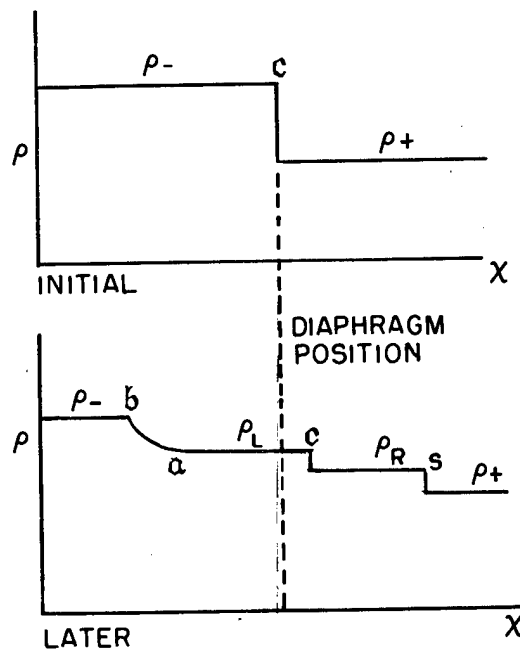 ρ- c
ρ+
ρ
INITIAL χ
DIAPHRAGM
POSITION
ρ- b
ρ a ρL c ρR s ρ+
LATER χ